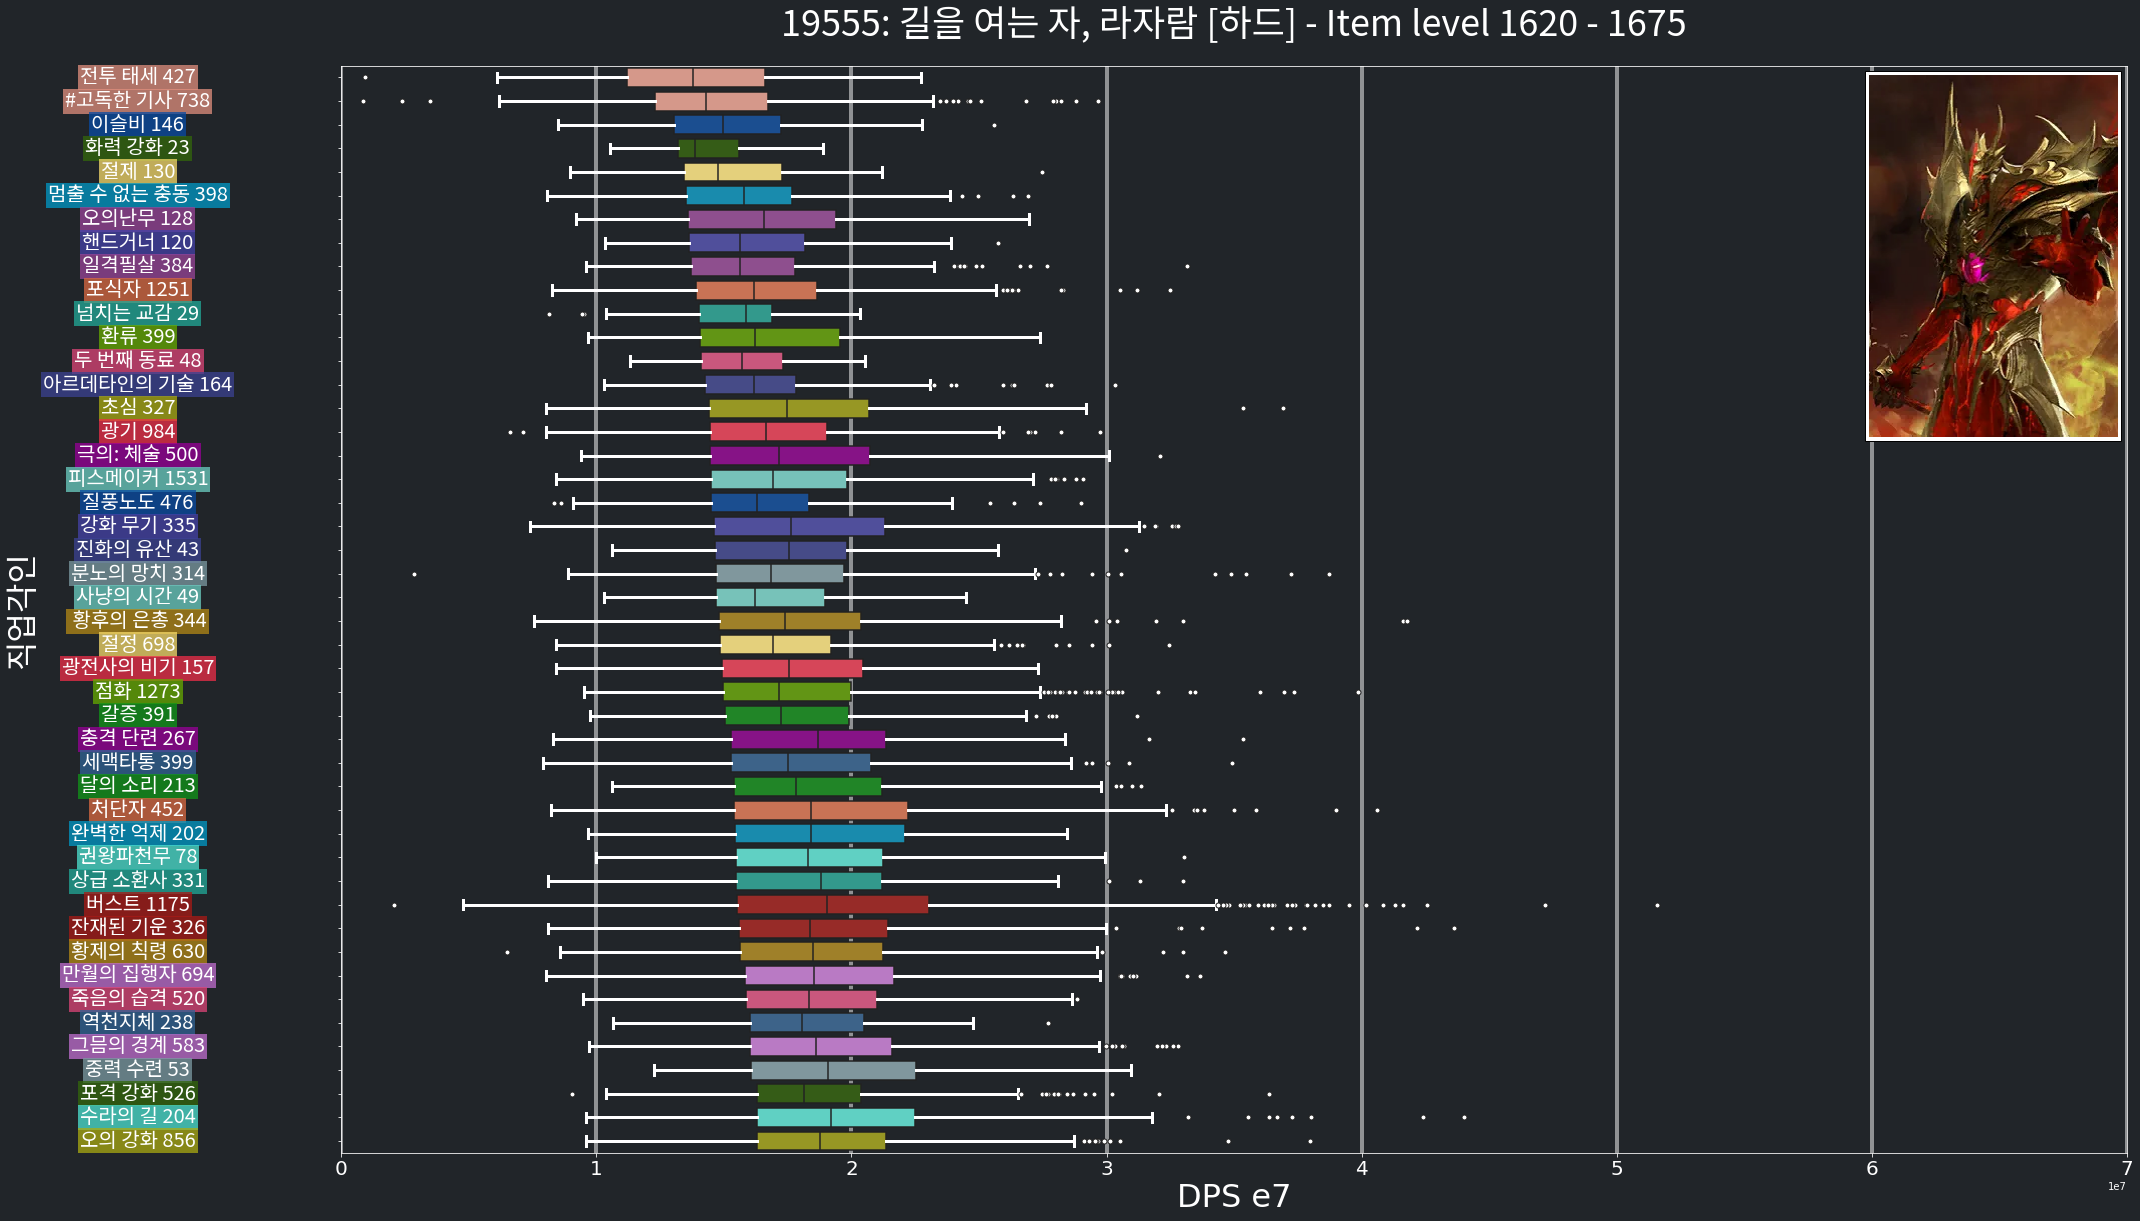 19555: 길을 여는 자, 라자람 [하드] - Item level 1620 - 1675
직업각인
전투 태세 427
#고독한 기사 738
이슬비 146
화력 강화 23
절제 130
멈출 수 없는 충동 398
오의난무 128
핸드거너 120
일격필살 384
포식자 1251
넘치는 교감 29
환류 399
두 번째 동료 48
아르데타인의 기술 164
초심 327
광기 984
극의: 체술 500
피스메이커 1531
질풍노도 476
강화 무기 335
진화의 유산 43
분노의 망치 314
사냥의 시간 49
황후의 은총 344
절정 698
광전사의 비기 157
점화 1273
갈증 391
충격 단련 267
세맥타통 399
달의 소리 213
처단자 452
완벽한 억제 202
권왕파천무 78
상급 소환사 331
버스트 1175
잔재된 기운 326
황제의 칙령 630
만월의 집행자 694
죽음의 습격 520
역천지체 238
그믐의 경계 583
중력 수련 53
포격 강화 526
수라의 길 204
오의 강화 856
0 1 2 3 4 5 6 7
DPS e7
1e7